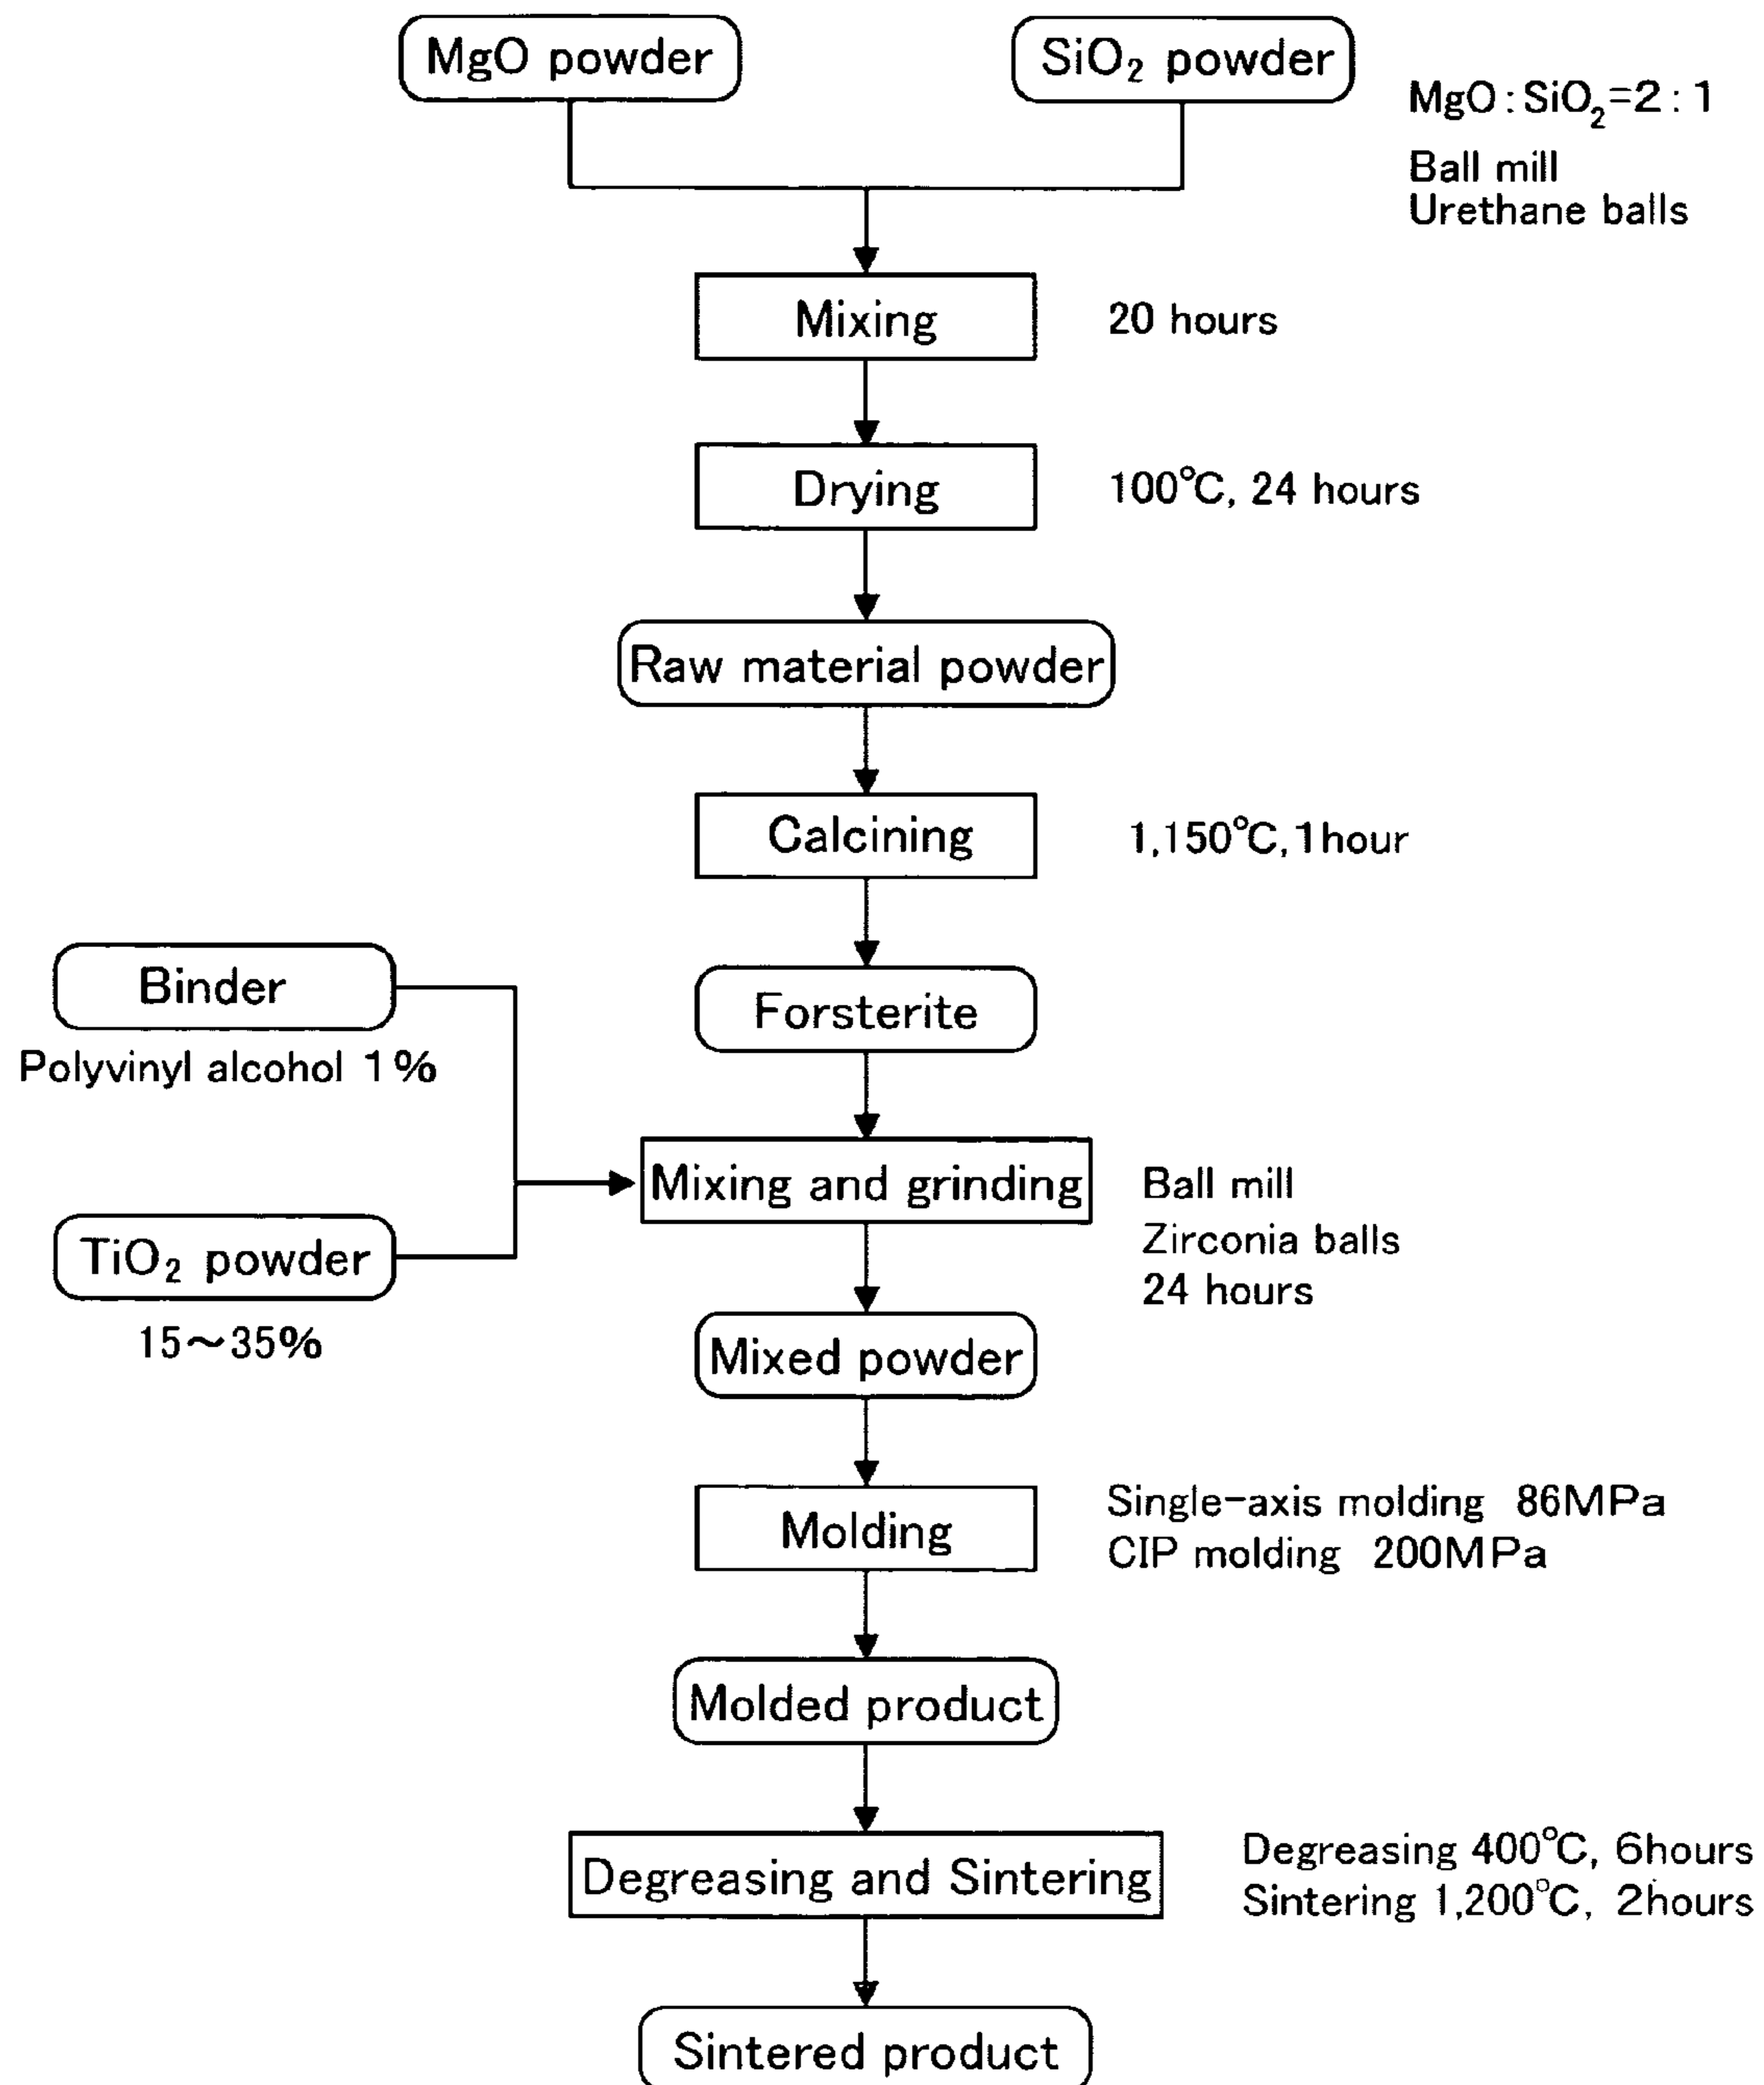 MgO powder
SiO₂ powder
MgO : SiO₂=2 : 1
Ball mill
Urethane balls
Mixing
20 hours
Drying
100℃, 24 hours
Raw material powder
Calcining
1,150℃,1hour
Binder
Polyvinyl alcohol 1%
Forsterite
TiO₂ powder
15～35%
Mixing and grinding
Ball mill
Zirconia balls
24 hours
Mixed powder
Molding
Single-axis molding 86MPa
CIP molding 200MPa
Molded product
Degreasing and Sintering
Degreasing 400℃, 6hours
Sintering 1,200℃, 2hours
Sintered product